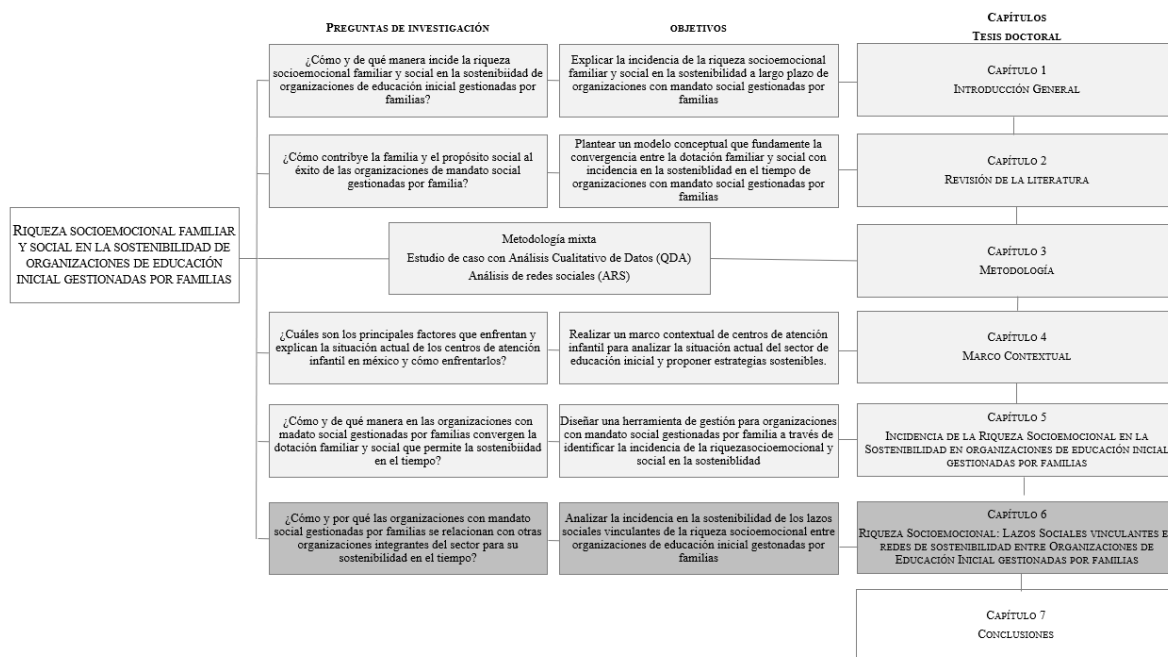 PREGUNTAS DE INVESTIGACIÓN
OBJETIVOS
CAPÍTULOS
TESIS DOCTORAL
RIQUEZA SOCIOEMOCIONAL FAMILIAR
Y SOCIAL EN LA SOSTENIBILIDAD DE
ORGANIZACIONES DE EDUCACIÓN
INICIAL GESTIONADAS POR FAMILIAS
¿Cómo y de qué manera incide la riqueza
socioemocional familiar y social en la sostenibiidad de
organizaciones de educación inicial gestionadas por
familias?
Explicar la incidencia de la riqueza socioemocional
familiar y social en la sostenibilidad a largo plazo de
organizaciones con mandato social gestionadas por
familias
CAPÍTULO 1
INTRODUCCIÓN GENERAL
¿Cómo contribye la familia y el propósito social al
éxito de las organizaciones de mandato social
gestionadas por familia?
Plantear un modelo conceptual que fundamente la
convergencia entre la dotación familiar y social con
incidencia en la sosteniblidad en el tiempo de
organizaciones con mandato social gestionadas por
familias
CAPÍTULO 2
REVISIÓN DE LA LITERATURA
Metodología mixta
Estudio de caso con Análisis Cualitativo de Datos (QDA)
Análisis de redes sociales (ARS)
CAPÍTULO 3
METODOLOGÍA
¿Cuáles son los principales factores que enfrentan y
explican la situación actual de los centros de atención
infantil en méxico y cómo enfrentarlos?
Realizar un marco contextual de centros de atención
infantil para analizar la situación actual del sector de
educación inicial y proponer estrategias sostenibles.
CAPÍTULO 4
MARCO CONTEXTUAL
¿Cómo y de qué manera en las organizaciones con
madato social gestionadas por familias convergen la
dotación familiar y social que permite la sostenibiidad
en el tiempo?
Diseñar una herramienta de gestión para organizaciones
con mandato social gestionadas por familia a través de
identificar la incidencia de la riquezasocioemocional y
social en la sosteniblidad
CAPÍTULO 5
INCIDENCIA DE LA RIQUEZA SOCIOEMOCIONAL EN LA
SOSTENIBILIDAD EN ORGANIZACIONES DE EDUCACIÓN INICIAL
GESTIONADAS POR FAMILIAS
¿Cómo y por qué las organizaciones con mandato
social gestionadas por familias se relacionan con otras
organizaciones integrantes del sector para su
sostenibilidad en el tiempo?
Analizar la incidencia en la sostenibilidad de los lazos
sociales vinculantes de la riqueza socioemocional entre
organizaciones de educación inicial gestonadas por
familias
CAPÍTULO 6
RIQUEZA SOCIOEMOCIONAL: LAZOS SOCIALES VINCULANTES E
REDES DE SOSTENIBILIDAD ENTRE ORGANIZACIONES DE
EDUCACIÓN INICIAL GESTIONADAS POR FAMILIAS
CAPÍTULO 7
CONCLUSIONES